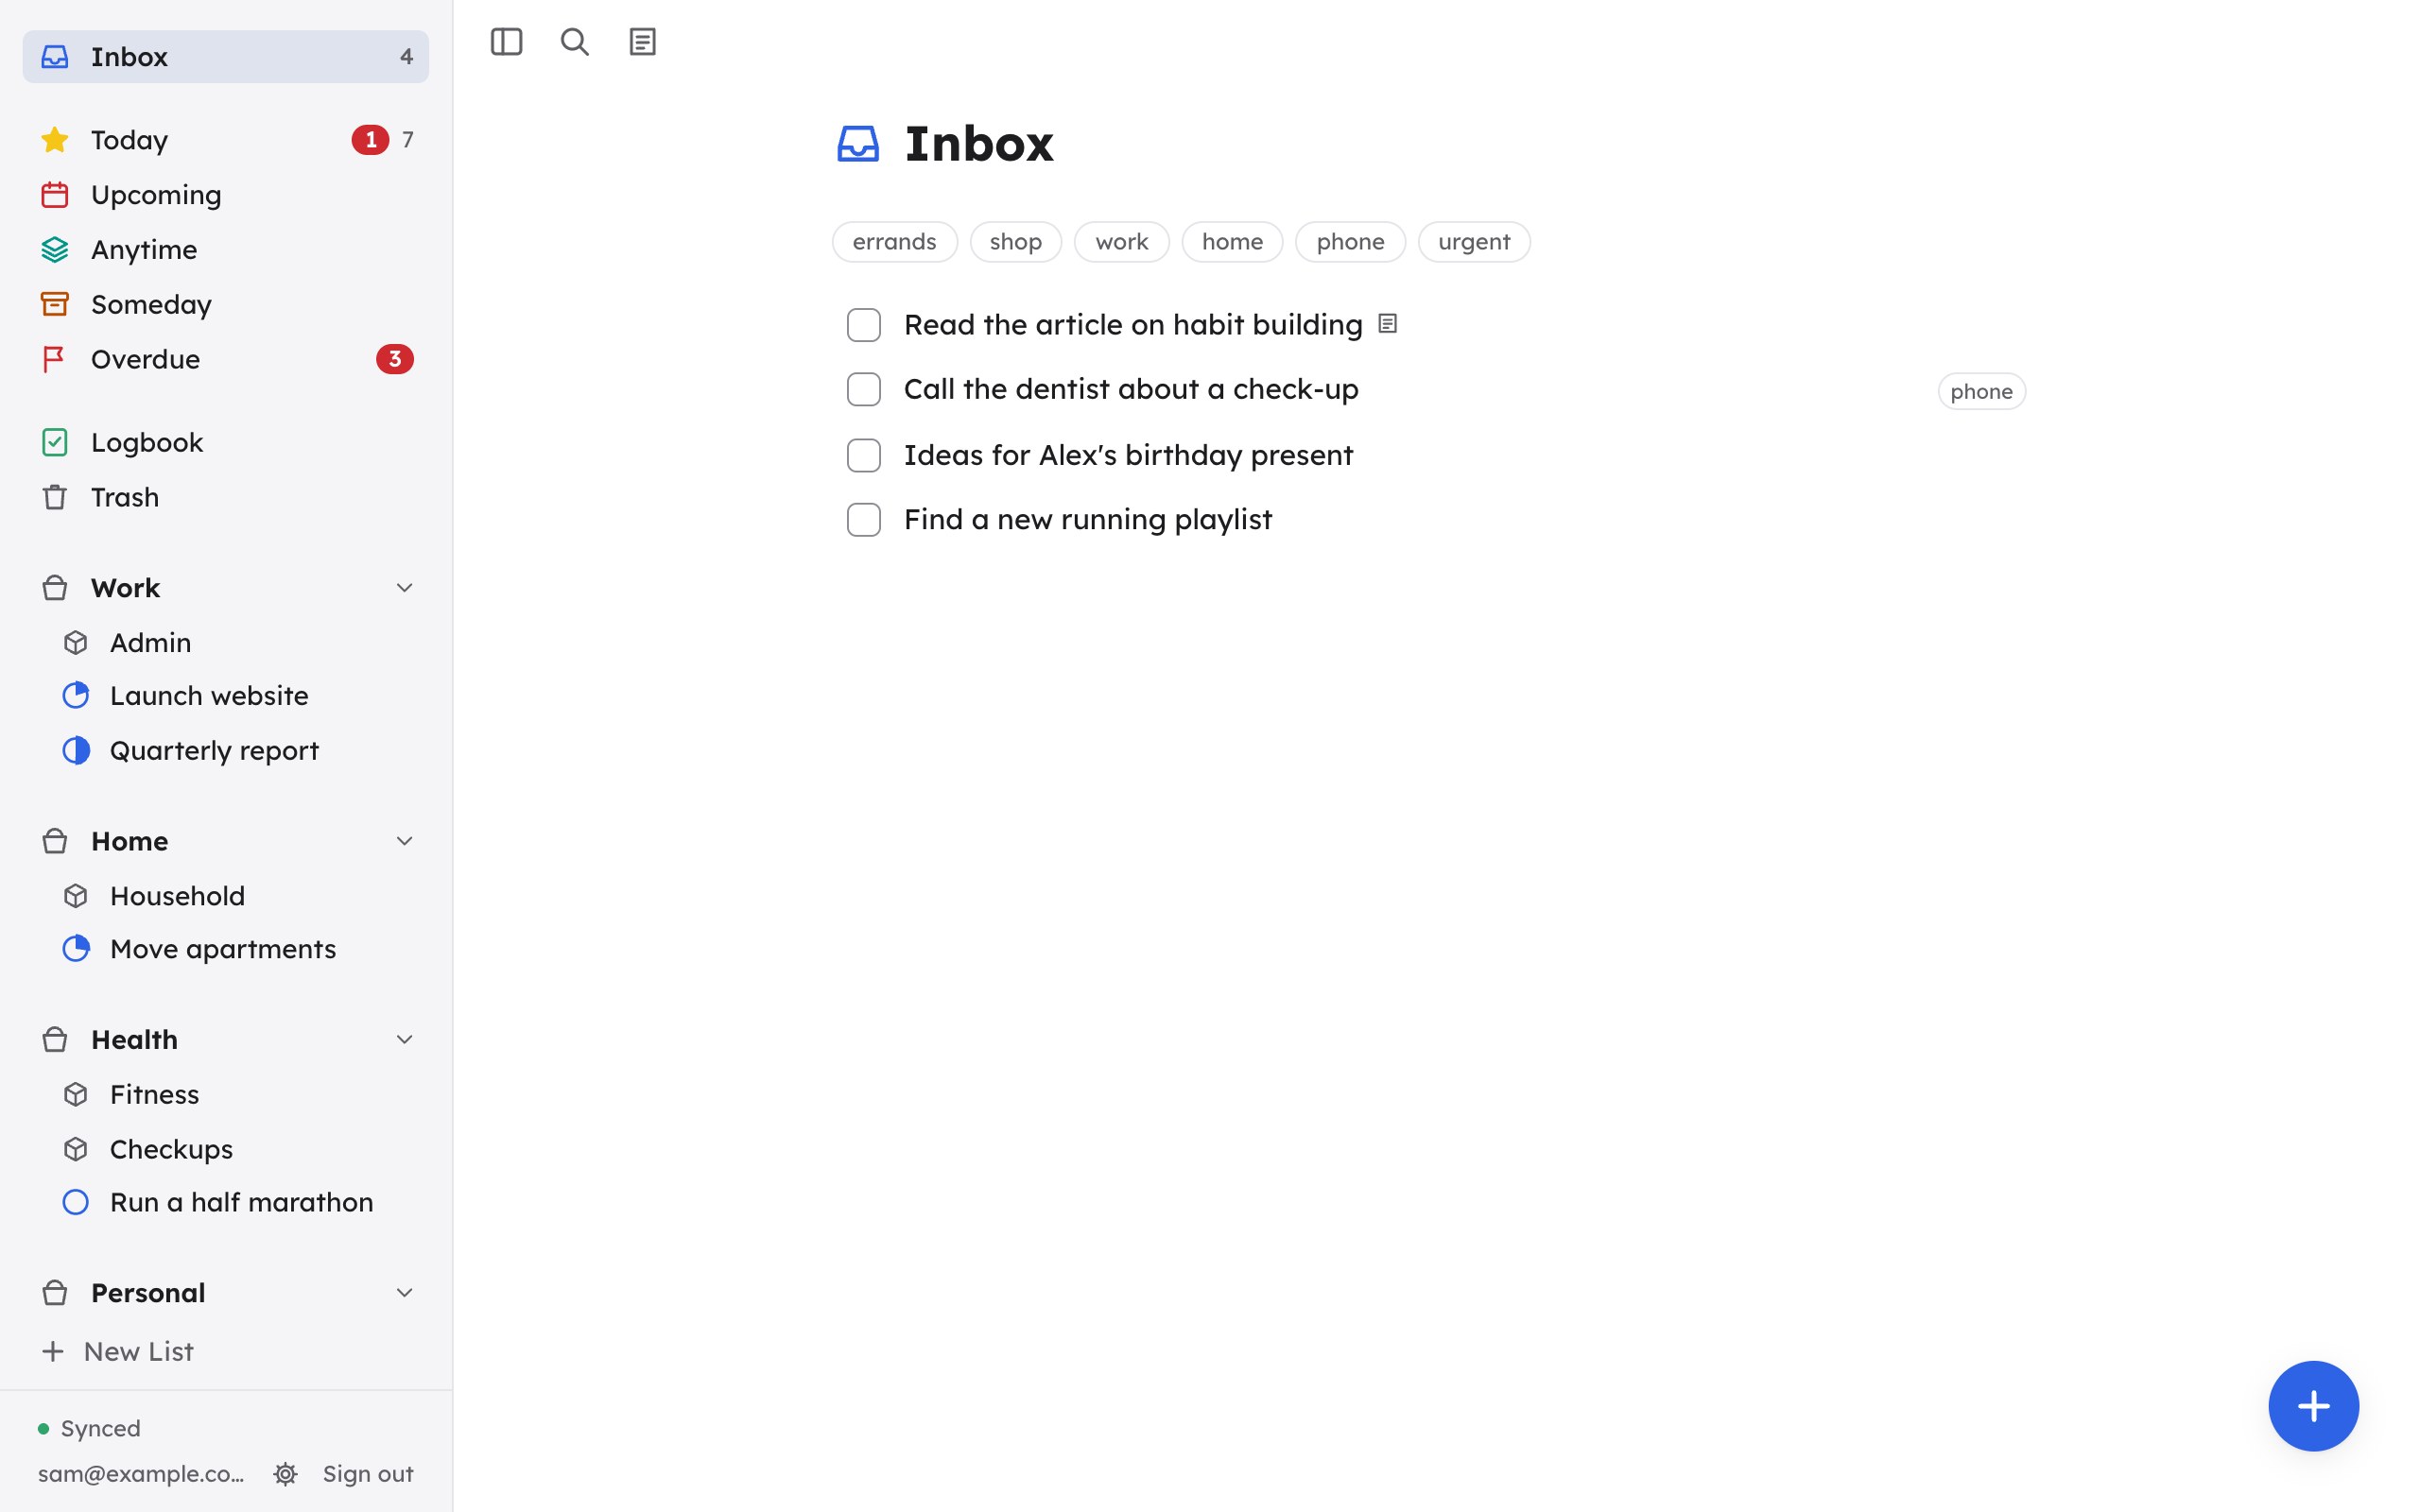 Inbox 4
Today 1 7
Upcoming
Anytime
Someday
Overdue 3
Logbook
Trash
Work
Admin
Launch website
Quarterly report
Home
Household
Move apartments
Health
Fitness
Checkups
Run a half marathon
Personal
New List
Synced
sam@example.co... Sign out
Inbox
errands shop work home phone urgent
Read the article on habit building
Call the dentist about a check-up phone
Ideas for Alex's birthday present
Find a new running playlist